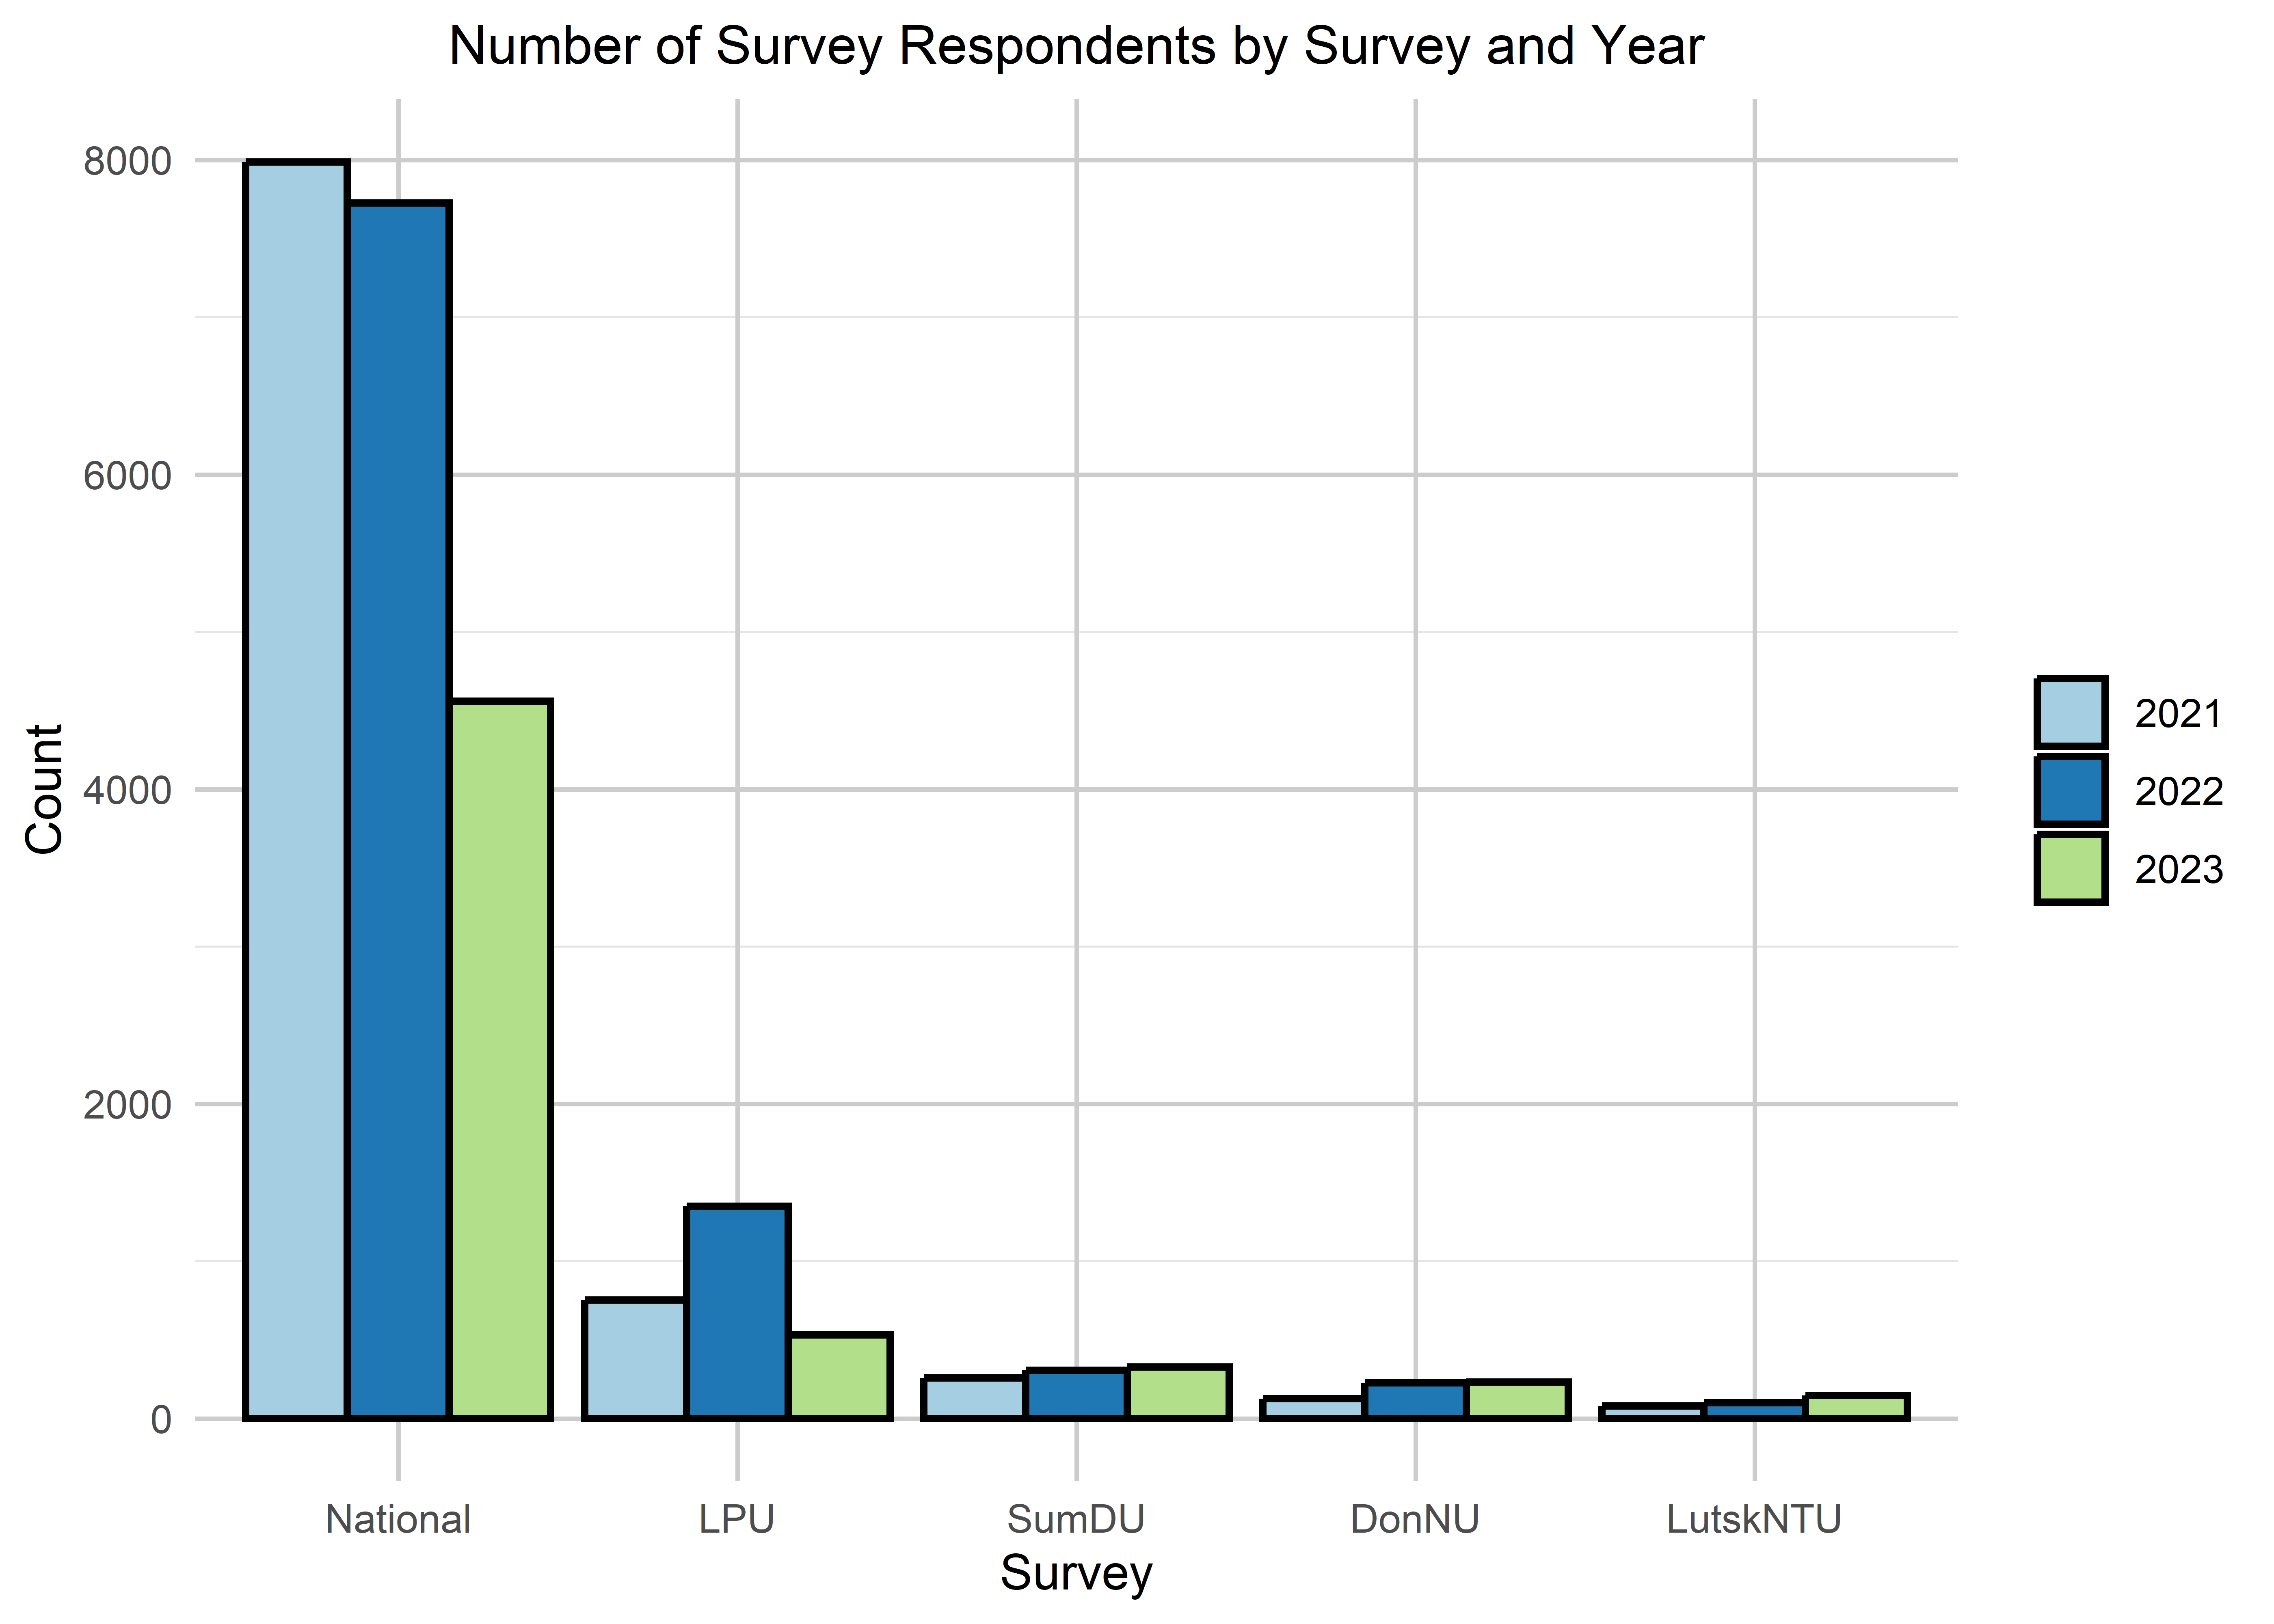 Number of Survey Respondents by Survey and Year
8000
6000
4000
2000
0
Count
National
LPU
SumDU
DonNU
LutskNTU
Survey
2021
2022
2023